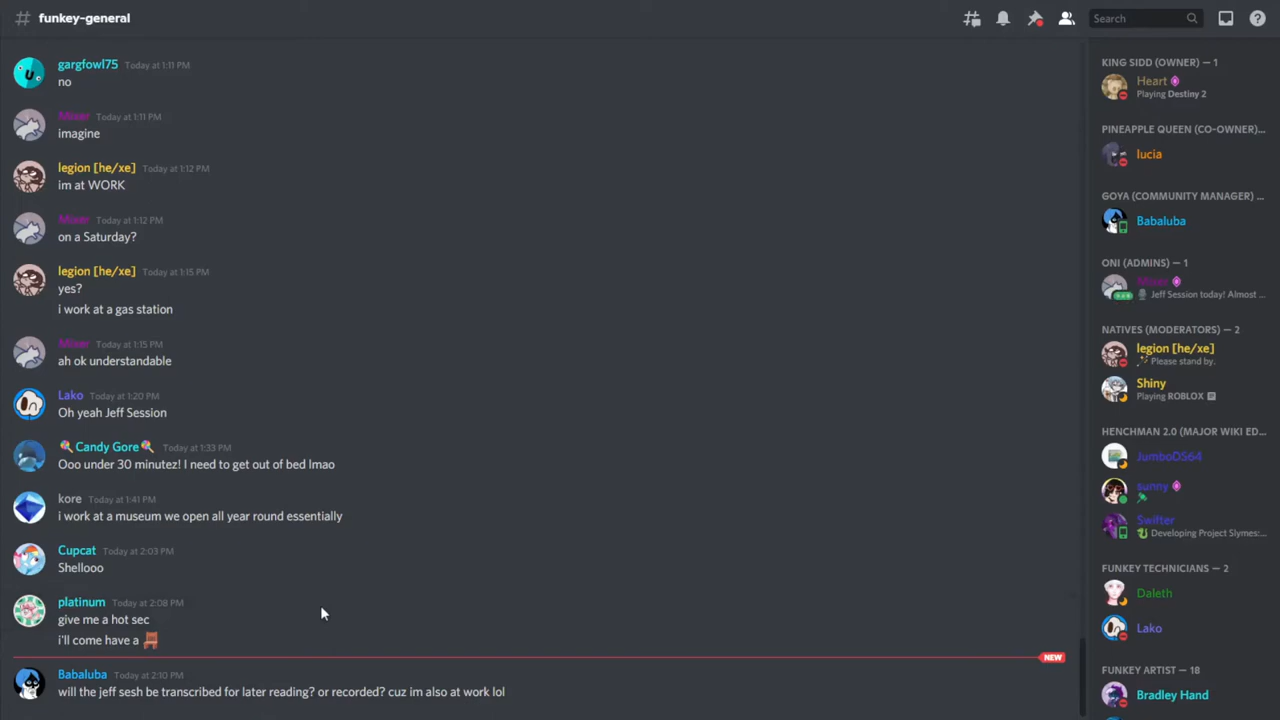 funkey-general
Search
gargfowl75 Today at 1:11 PM
no
Mixer Today at 1:11 PM
imagine
legion [he/xe] Today at 1:12 PM
im at WORK
Mixer Today at 1:12 PM
on a Saturday?
legion [he/xe] Today at 1:15 PM
yes?
i work at a gas station
Mixer Today at 1:15 PM
ah ok understandable
Lako Today at 1:20 PM
Oh yeah Jeff Session
🍭Candy Gore🍭 Today at 1:33 PM
Ooo under 30 minutez! I need to get out of bed lmao
kore Today at 1:41 PM
i work at a museum we open all year round essentially
Cupcat Today at 2:03 PM
Shellooo
platinum Today at 2:08 PM
give me a hot sec
i'll come have a 🪑
NEW
Babaluba Today at 2:10 PM
will the jeff sesh be transcribed for later reading? or recorded? cuz im also at work lol
KING SIDD (OWNER) — 1
Heart
Playing Destiny 2
PINEAPPLE QUEEN (CO-OWNER)...
lucia
GOYA (COMMUNITY MANAGER) ...
Babaluba
ONI (ADMINS) — 1
Mixer
Jeff Session today! Almost ...
NATIVES (MODERATORS) — 2
legion [he/xe]
Please stand by.
Shiny
Playing ROBLOX
HENCHMAN 2.0 (MAJOR WIKI ED...
JumboDS64
sunny
Swifter
Developing Project Slymes:...
FUNKEY TECHNICIANS — 2
Daleth
Lako
FUNKEY ARTIST — 18
Bradley Hand